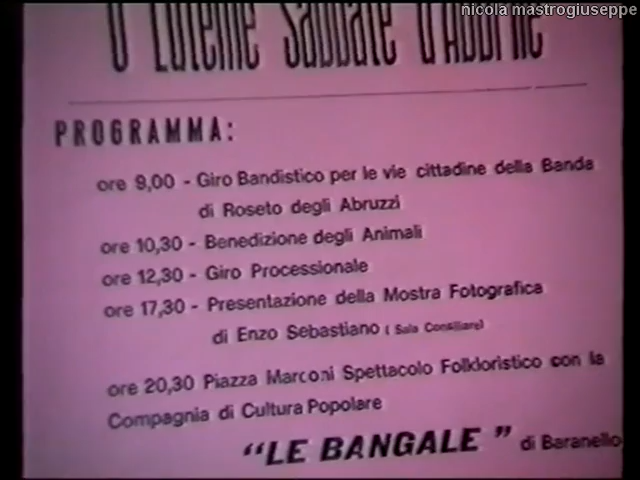 nicola mastrogiuseppe
U Luteme Sabbate d'Abbrile
PROGRAMMA:
ore 9,00 - Giro Bandistico per le vie cittadine della Banda
di Roseto degli Abruzzi
ore 10,30 - Benedizione degli Animali
ore 12,30 - Giro Processionale
ore 17,30 - Presentazione della Mostra Fotografica
di Enzo Sebastiano ( Sala Consiliare)
ore 20,30 Piazza Marconi Spettacolo Folkloristico con la
Compagnia di Cultura Popolare
"LE BANGALE" di Baranello